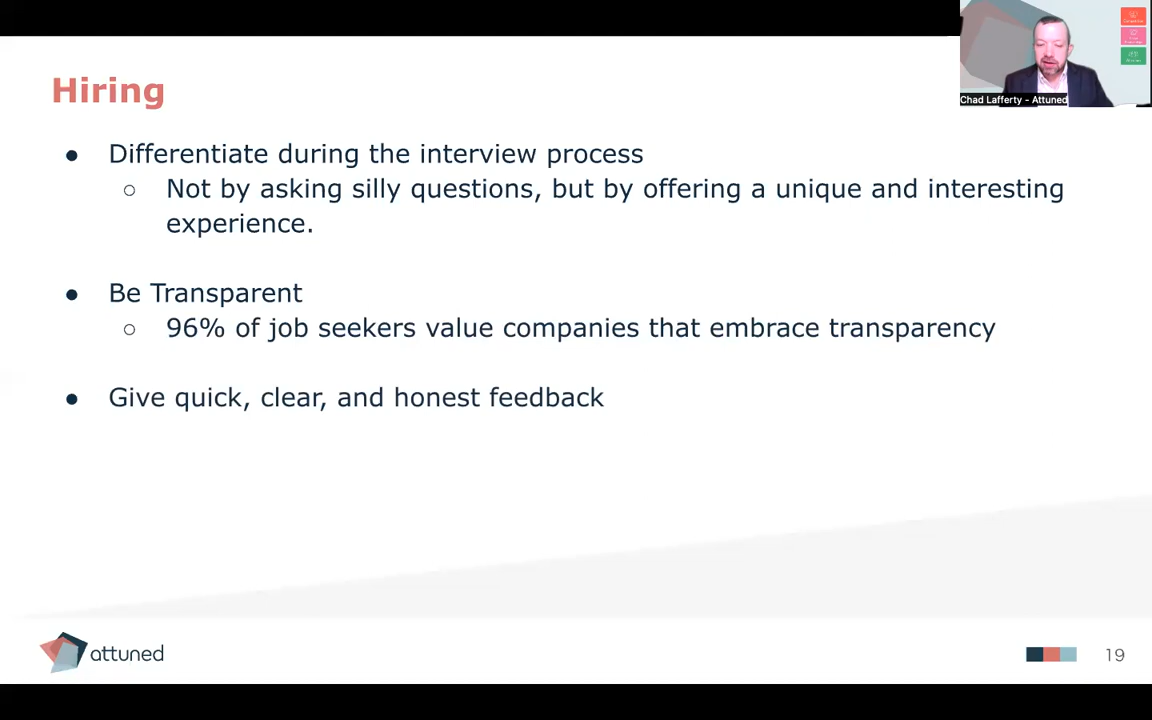 Hiring
● Differentiate during the interview process
○ Not by asking silly questions, but by offering a unique and interesting
experience.
● Be Transparent
○ 96% of job seekers value companies that embrace transparency
● Give quick, clear, and honest feedback
Chad Lafferty - Attuned
attuned
19